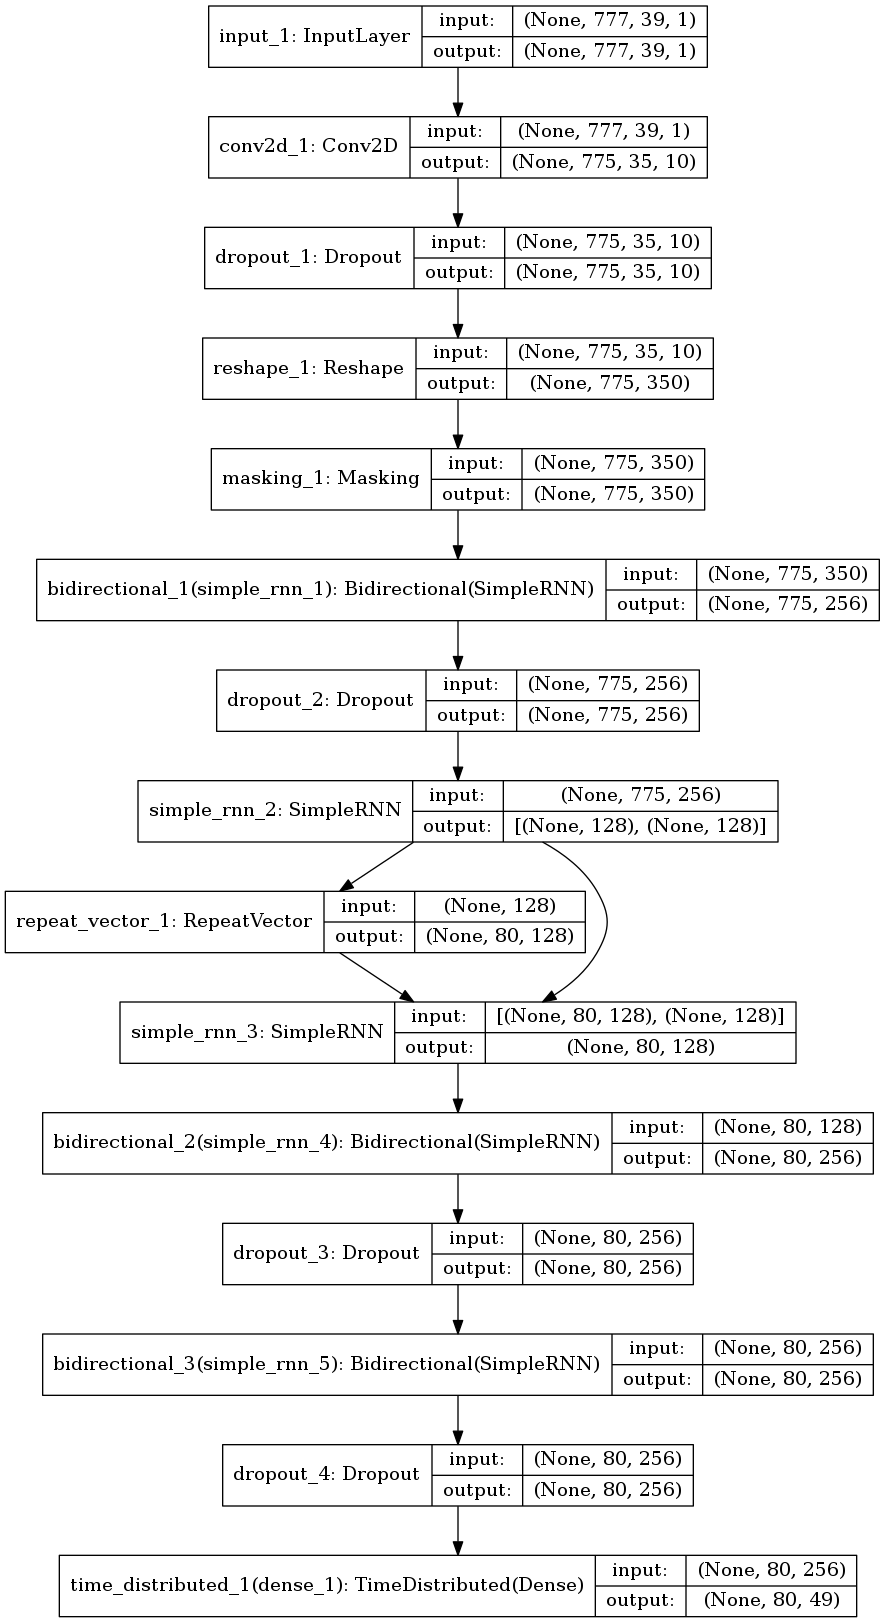 input_1: InputLayer
input: (None, 777, 39, 1)
output: (None, 777, 39, 1)
conv2d_1: Conv2D
input: (None, 777, 39, 1)
output: (None, 775, 35, 10)
dropout_1: Dropout
input: (None, 775, 35, 10)
output: (None, 775, 35, 10)
reshape_1: Reshape
input: (None, 775, 35, 10)
output: (None, 775, 350)
masking_1: Masking
input: (None, 775, 350)
output: (None, 775, 350)
bidirectional_1(simple_rnn_1): Bidirectional(SimpleRNN)
input: (None, 775, 350)
output: (None, 775, 256)
dropout_2: Dropout
input: (None, 775, 256)
output: (None, 775, 256)
simple_rnn_2: SimpleRNN
input: (None, 775, 256)
output: [(None, 128), (None, 128)]
repeat_vector_1: RepeatVector
input: (None, 128)
output: (None, 80, 128)
simple_rnn_3: SimpleRNN
input: [(None, 80, 128), (None, 128)]
output: (None, 80, 128)
bidirectional_2(simple_rnn_4): Bidirectional(SimpleRNN)
input: (None, 80, 128)
output: (None, 80, 256)
dropout_3: Dropout
input: (None, 80, 256)
output: (None, 80, 256)
bidirectional_3(simple_rnn_5): Bidirectional(SimpleRNN)
input: (None, 80, 256)
output: (None, 80, 256)
dropout_4: Dropout
input: (None, 80, 256)
output: (None, 80, 256)
time_distributed_1(dense_1): TimeDistributed(Dense)
input: (None, 80, 256)
output: (None, 80, 49)